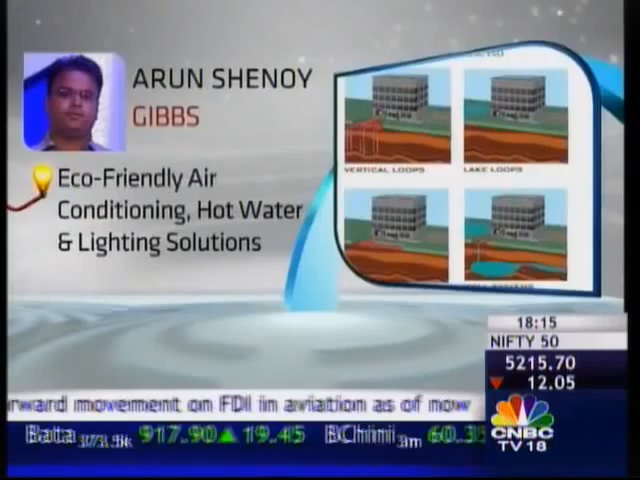 ARUN SHENOY
GIBBS
Eco-Friendly Air
Conditioning, Hot Water
& Lighting Solutions
VERTICAL LOOPS
LAKE LOOPS
18:15
NIFTY 50
5215.70
▼ 12.05
rward movement on FDI in aviation as of now
Bata 917.90 ▲ 19.45
CNBC
TV18